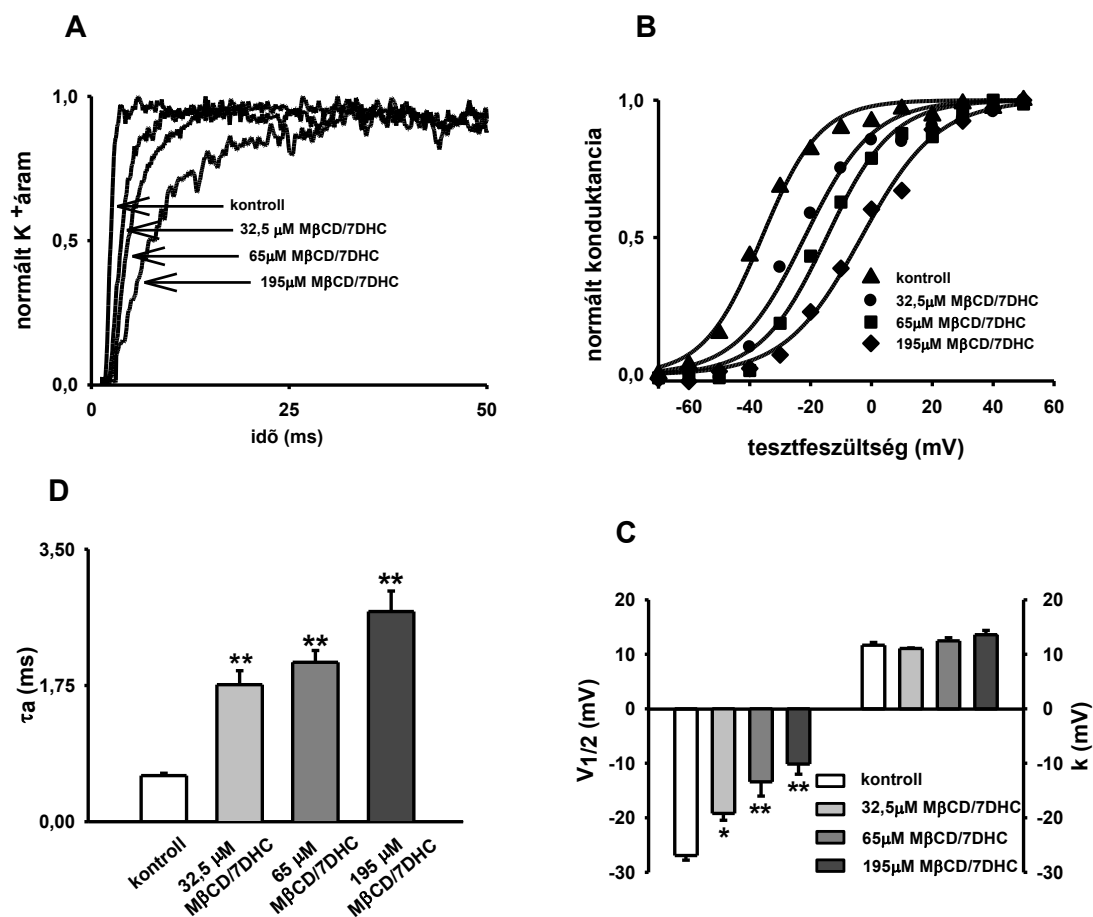 A
1,0
0,5
0,0
0
25
50
normált K+áram
idõ (ms)
kontroll
32,5 μM MβCD/7DHC
65μM MβCD/7DHC
195μM MβCD/7DHC
B
1,0
0,5
0,0
-60
-40
-20
0
20
40
60
normált konduktancia
tesztfeszültség (mV)
kontroll
32,5μM MβCD/7DHC
65μM MβCD/7DHC
195μM MβCD/7DHC
D
3,50
1,75
0,00
τa (ms)
**
**
**
kontroll
32,5 μM
MβCD/7DHC
65 μM
MβCD/7DHC
195 μM
MβCD/7DHC
C
20
10
0
-10
-20
-30
V1/2 (mV)
20
10
0
-10
-20
-30
k (mV)
*
**
**
kontroll
32,5μM MβCD/7DHC
65μM MβCD/7DHC
195μM MβCD/7DHC